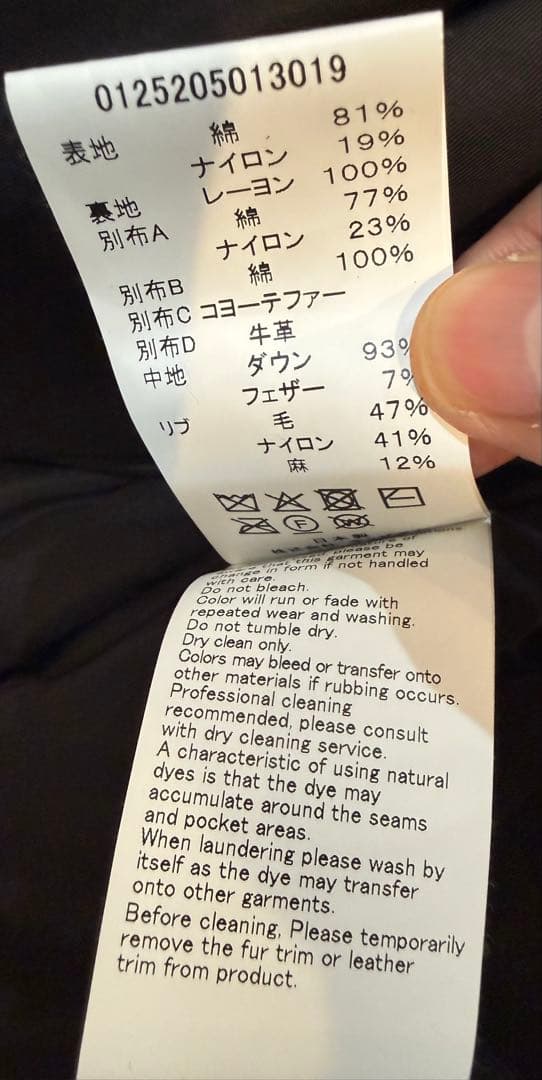 0125205013019
表地 綿 81%
ナイロン 19%
裏地 レーヨン 100%
別布A 綿 77%
ナイロン 23%
別布B 綿 100%
別布C コヨーテファー
別布D 牛革
中地 ダウン 93%
フェザー 7%
リブ 毛 47%
ナイロン 41%
麻 12%
F
W
日本製
please be
that this garment may
change in form if not handled
with care.
Do not bleach.
Color will run or fade with
repeated wear and washing.
Do not tumble dry.
Dry clean only.
Colors may bleed or transfer onto
other materials if rubbing occurs.
Professional cleaning
recommended, please consult
with dry cleaning service.
A characteristic of using natural
dyes is that the dye may
accumulate around the seams
and pocket areas.
When laundering please wash by
itself as the dye may transfer
onto other garments.
Before cleaning, Please temporarily
remove the fur trim or leather
trim from product.